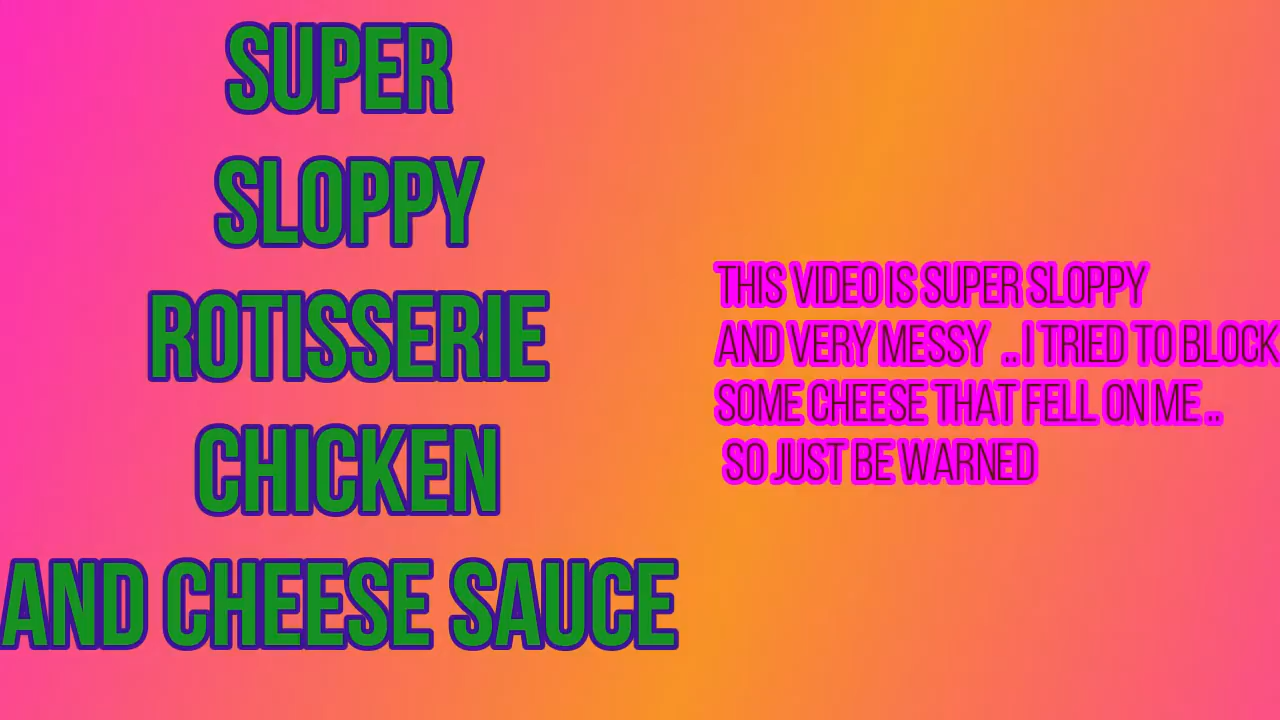 SUPER
SLOPPY
ROTISSERIE
CHICKEN
AND CHEESE SAUCE
THIS VIDEO IS SUPER SLOPPY
AND VERY MESSY .. I TRIED TO BLOCK
SOME CHEESE THAT FELL ON ME ..
SO JUST BE WARNED